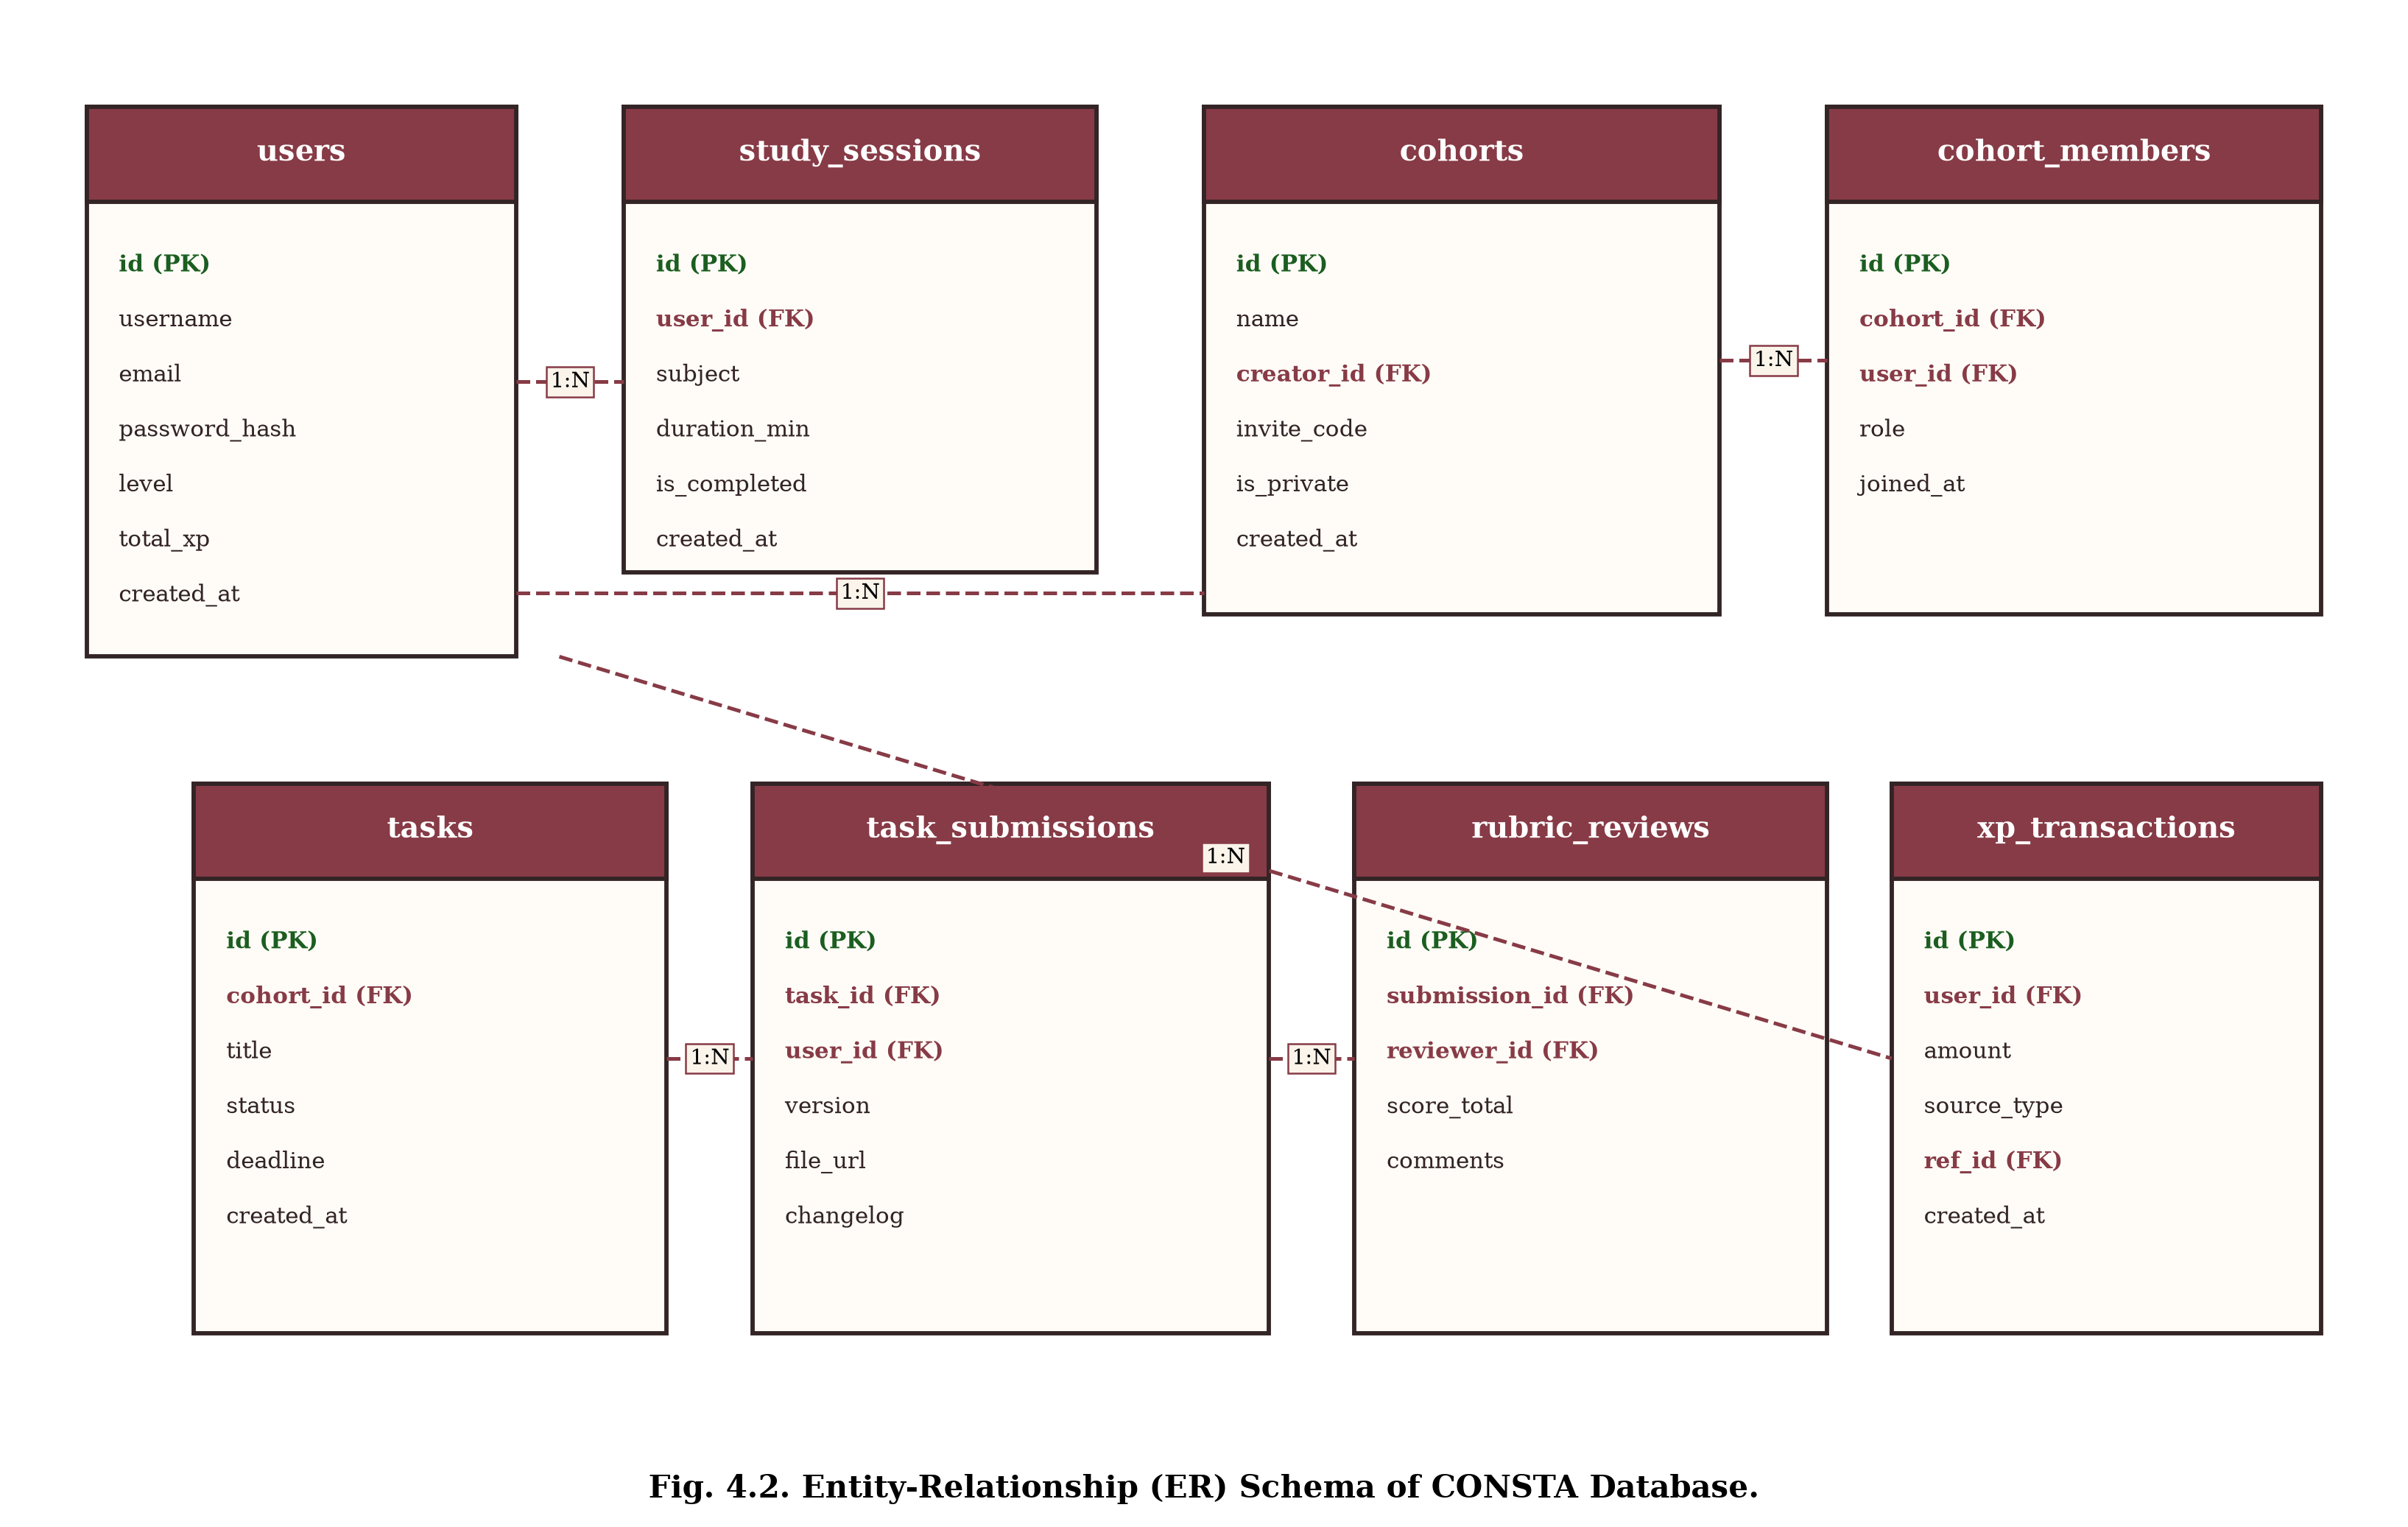 users
id (PK)
username
email
password_hash
level
total_xp
created_at
1:N
study_sessions
id (PK)
user_id (FK)
subject
duration_min
is_completed
created_at
1:N
cohorts
id (PK)
name
creator_id (FK)
invite_code
is_private
created_at
1:N
cohort_members
id (PK)
cohort_id (FK)
user_id (FK)
role
joined_at
tasks
id (PK)
cohort_id (FK)
title
status
deadline
created_at
1:N
task_submissions
1:N
id (PK)
task_id (FK)
user_id (FK)
version
file_url
changelog
1:N
rubric_reviews
id (PK)
submission_id (FK)
reviewer_id (FK)
score_total
comments
xp_transactions
id (PK)
user_id (FK)
amount
source_type
ref_id (FK)
created_at
Fig. 4.2. Entity-Relationship (ER) Schema of CONSTA Database.